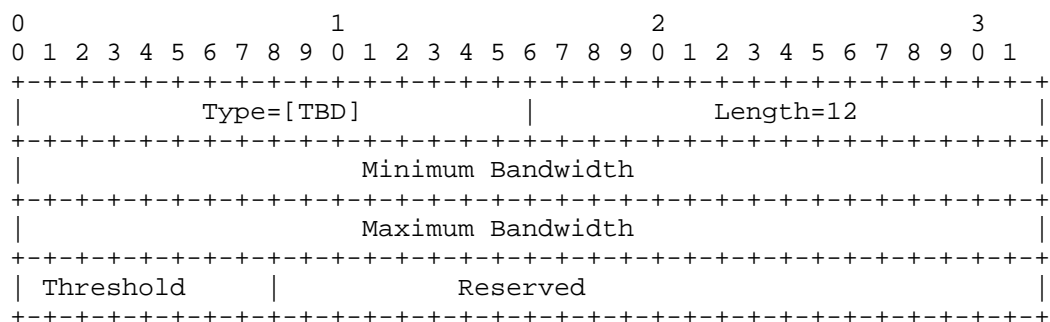 0                   1                   2                   3
0 1 2 3 4 5 6 7 8 9 0 1 2 3 4 5 6 7 8 9 0 1 2 3 4 5 6 7 8 9 0 1
+-+-+-+-+-+-+-+-+-+-+-+-+-+-+-+-+-+-+-+-+-+-+-+-+-+-+-+-+-+-+-+-+
|           Type=[TBD]          |           Length=12           |
+-+-+-+-+-+-+-+-+-+-+-+-+-+-+-+-+-+-+-+-+-+-+-+-+-+-+-+-+-+-+-+-+
|                     Minimum Bandwidth                         |
+-+-+-+-+-+-+-+-+-+-+-+-+-+-+-+-+-+-+-+-+-+-+-+-+-+-+-+-+-+-+-+-+
|                     Maximum Bandwidth                         |
+-+-+-+-+-+-+-+-+-+-+-+-+-+-+-+-+-+-+-+-+-+-+-+-+-+-+-+-+-+-+-+-+
| Threshold     |           Reserved                            |
+-+-+-+-+-+-+-+-+-+-+-+-+-+-+-+-+-+-+-+-+-+-+-+-+-+-+-+-+-+-+-+-+